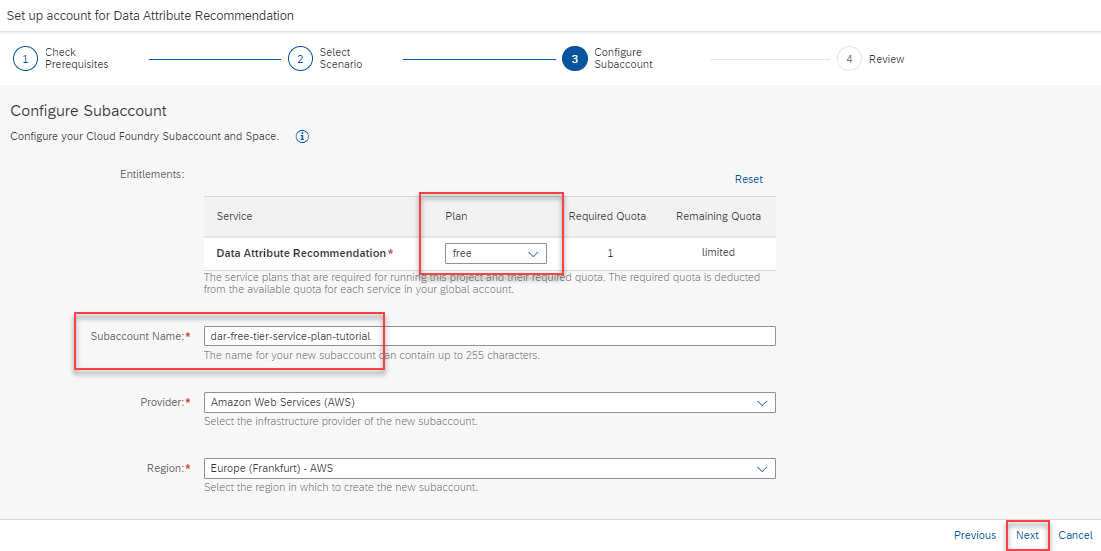 Set up account for Data Attribute Recommendation
1 Check Prerequisites
2 Select Scenario
3 Configure Subaccount
4 Review
Configure Subaccount
Configure your Cloud Foundry Subaccount and Space.
Entitlements:
Reset
Service Plan Required Quota Remaining Quota
Data Attribute Recommendation* free 1 limited
The service plans that are required for running this project and their required quota. The required quota is deducted
from the available quota for each service in your global account.
Subaccount Name:* dar-free-tier-service-plan-tutorial
The name for your new subaccount can contain up to 255 characters.
Provider:* Amazon Web Services (AWS)
Select the infrastructure provider of the new subaccount.
Region:* Europe (Frankfurt) - AWS
Select the region in which to create the new subaccount.
Previous Next Cancel